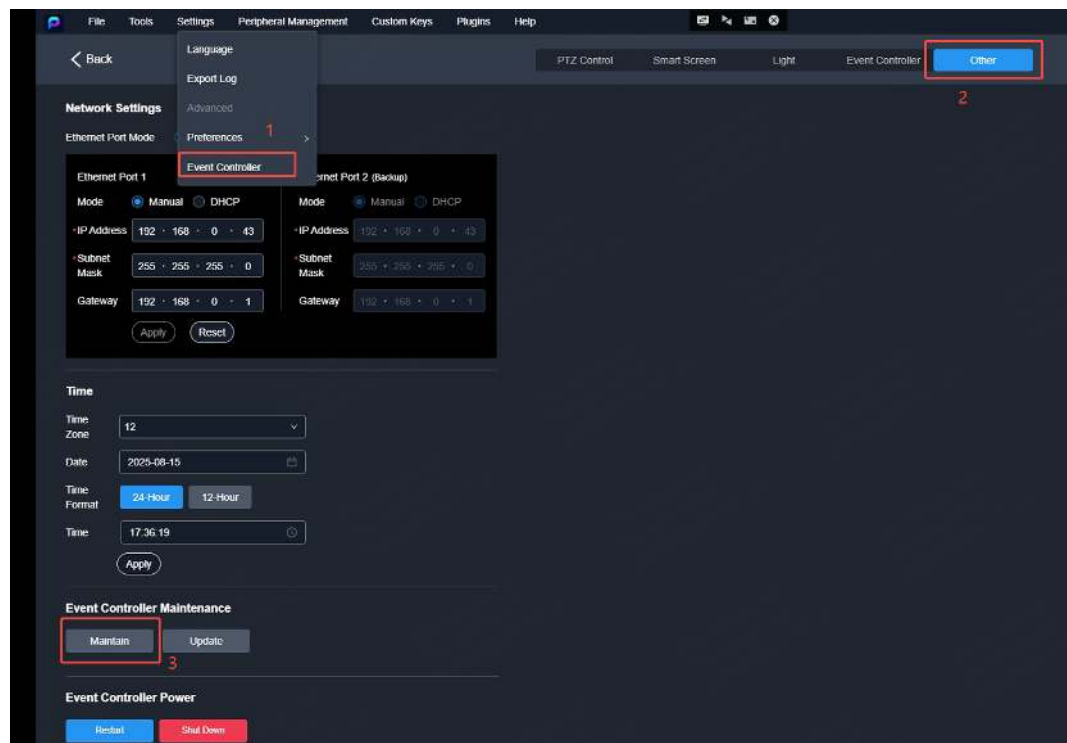 File Tools Settings Peripheral Management Custom Keys Plugins Help
Back
Language
Export Log
Advanced
Preferences >
Event Controller
1
PTZ Control Smart Screen Light Event Controller Other
2
Network Settings
Ethernet Port Mode
Ethernet Port 1
Mode Manual DHCP
*IP Address 192 · 168 · 0 · 43
*Subnet Mask 255 · 255 · 255 · 0
Gateway 192 · 168 · 0 · 1
Apply Reset
ernet Port 2 (Backup)
Mode Manual DHCP
*IP Address 192 · 168 · 0 · 43
*Subnet Mask 255 · 255 · 255 · 0
Gateway 192 · 168 · 0 · 1
Time
Time Zone 12
Date 2025-08-15
Time Format 24-Hour 12-Hour
Time 17:36:19
Apply
Event Controller Maintenance
Maintain Update
3
Event Controller Power
Restart Shut Down